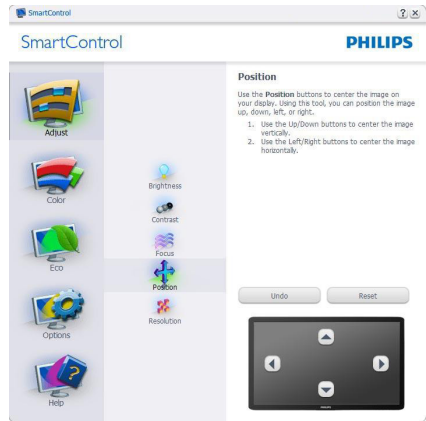 SmartControl
? ×
SmartControl
PHILIPS
Adjust
Color
Eco
Options
Help
Brightness
Contrast
Focus
Position
Resolution
Position
Use the Position buttons to center the image on
your display. Using this tool, you can position the image
up, down, left, or right.
1. Use the Up/Down buttons to center the image
vertically.
2. Use the Left/Right buttons to center the image
horizontally.
Undo
Reset
PHILIPS